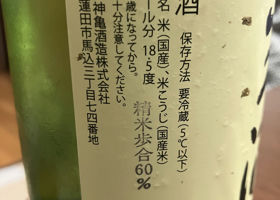 酒
保存方法 要冷蔵(5℃以下)
名 米(国産)、米こうじ(国産米)
ール分 18.5度 精米歩合60%
歳になってから。
十分注意してください。
神亀酒造株式会社
蓮田市馬込三丁目七四番地